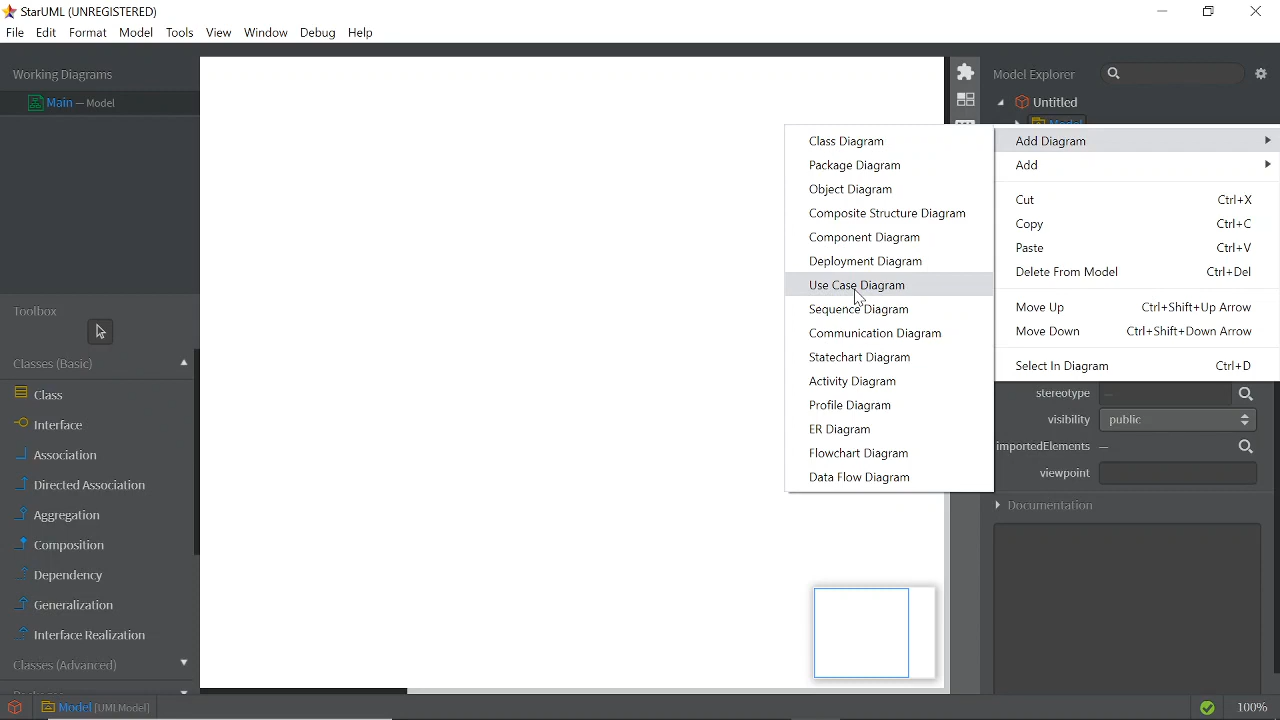 StarUML (UNREGISTERED)
File Edit Format Model Tools View Window Debug Help
Working Diagrams
Main — Model
Toolbox
Classes (Basic)
Class
Interface
Association
Directed Association
Aggregation
Composition
Dependency
Generalization
Interface Realization
Classes (Advanced)
Model [UMLModel]
Class Diagram
Package Diagram
Object Diagram
Composite Structure Diagram
Component Diagram
Deployment Diagram
Use Case Diagram
Sequence Diagram
Communication Diagram
Statechart Diagram
Activity Diagram
Profile Diagram
ER Diagram
Flowchart Diagram
Data Flow Diagram
Model Explorer
Untitled
Model
Add Diagram
Add
Cut Ctrl+X
Copy Ctrl+C
Paste Ctrl+V
Delete From Model Ctrl+Del
Move Up Ctrl+Shift+Up Arrow
Move Down Ctrl+Shift+Down Arrow
Select In Diagram Ctrl+D
stereotype —
visibility public
importedElements —
viewpoint
Documentation
100%